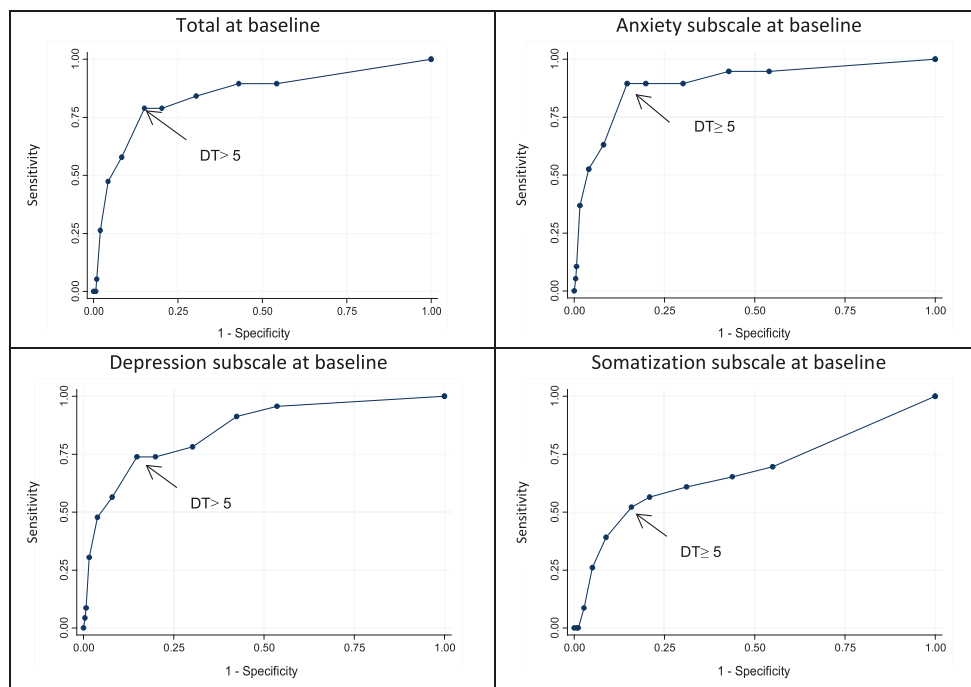 Total at baseline
Sensitivity
1.00
0.75
0.50
0.25
0.00
DT> 5
0.00 0.25 0.50 0.75 1.00
1 - Specificity
Anxiety subscale at baseline
Sensitivity
1.00
0.75
0.50
0.25
0.00
DT≥ 5
0.00 0.25 0.50 0.75 1.00
1 - Specificity
Depression subscale at baseline
Sensitivity
1.00
0.75
0.50
0.25
0.00
DT> 5
0.00 0.25 0.50 0.75 1.00
1 - Specificity
Somatization subscale at baseline
Sensitivity
1.00
0.75
0.50
0.25
0.00
DT≥ 5
0.00 0.25 0.50 0.75 1.00
1 - Specificity